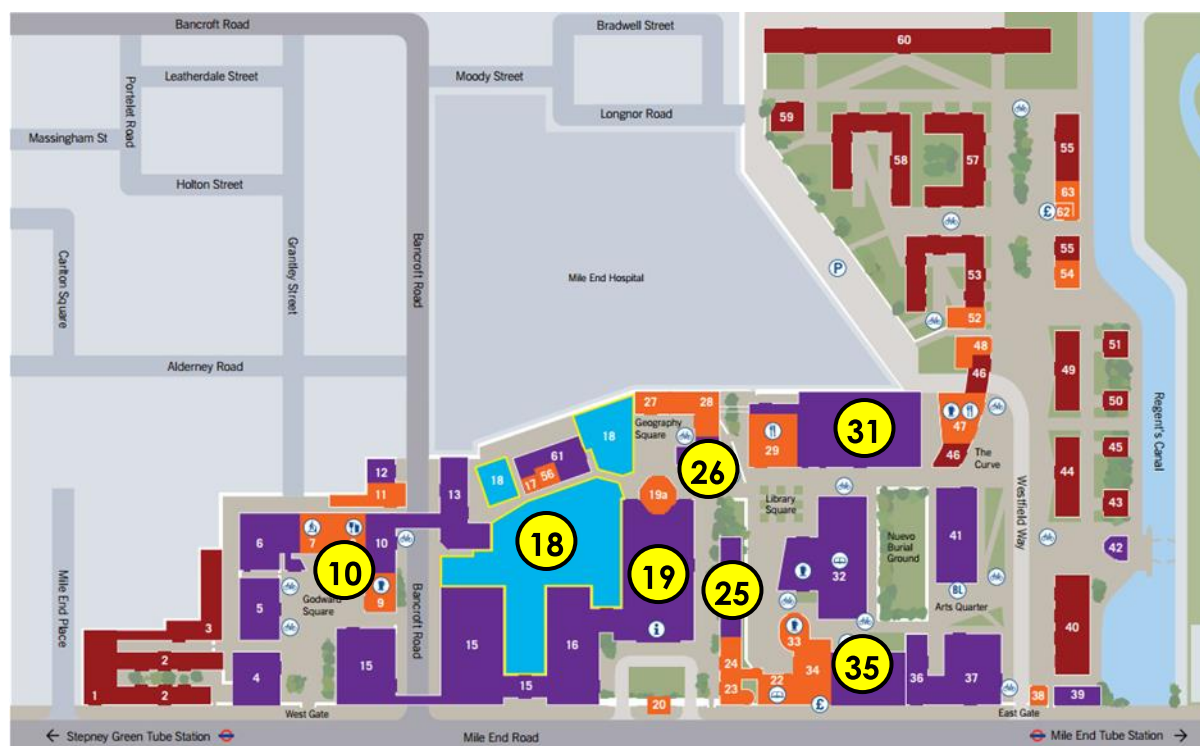 Bancroft Road
Bradwell Street
60
Leatherdale Street
Moody Street
Portelet Road
Longnor Road
59
55
Massingham St
58
57
Holton Street
63
£
62
Bancroft Road
Grantley Street
Carlton Square
55
54
53
P
Mile End Hospital
52
51
48
Alderney Road
46
49
50
Regent's Canal
27
28
Geography
Square
18
31
47
29
46
The
Curve
45
44
43
61
56
17
18
26
12
11
13
19a
Library
Square
Westfield Way
18
6
7
10
10
9
Godward
Square
5
19
25
32
Nuevo
Burial
Ground
41
42
BL
Arts Quarter
Mile End Place
3
2
1
2
4
15
Bancroft Road
15
16
15
i
33
24
34
23
22
35
36
37
40
£
20
38
39
West Gate
East Gate
← Stepney Green Tube Station
Mile End Road
Mile End Tube Station →